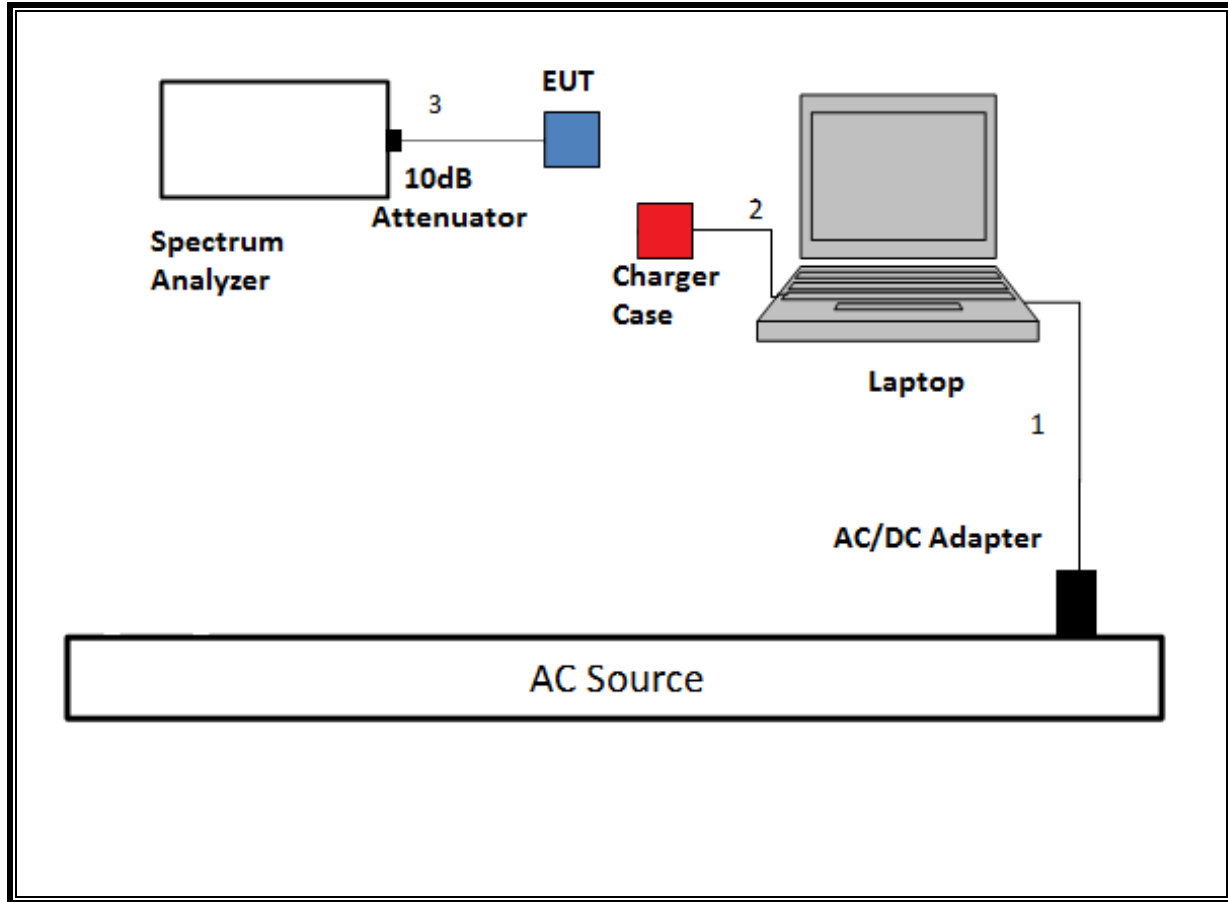 EUT
3
10dB
Attenuator
Spectrum
Analyzer
2
Charger
Case
Laptop
1
AC/DC Adapter
AC Source